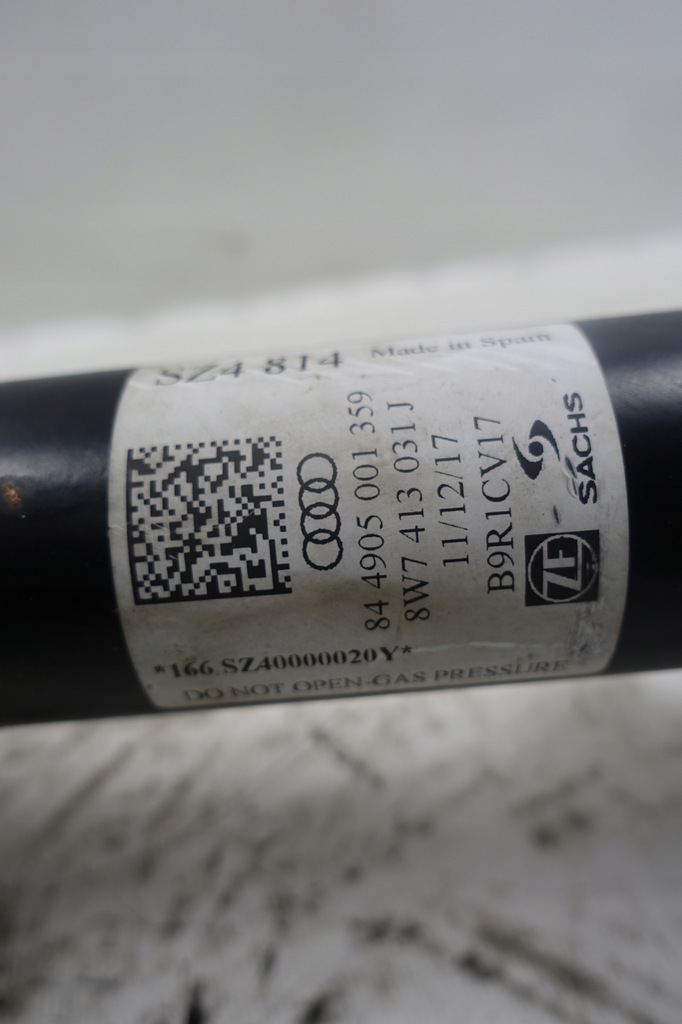 SZ4 814
Made in Spain
84 4905 001 359
8W7 413 031 J
11/12/17
B9R1CV17
SACHS
ZF
*166 SZ40000020Y*
DO NOT OPEN-GAS PRESSURE